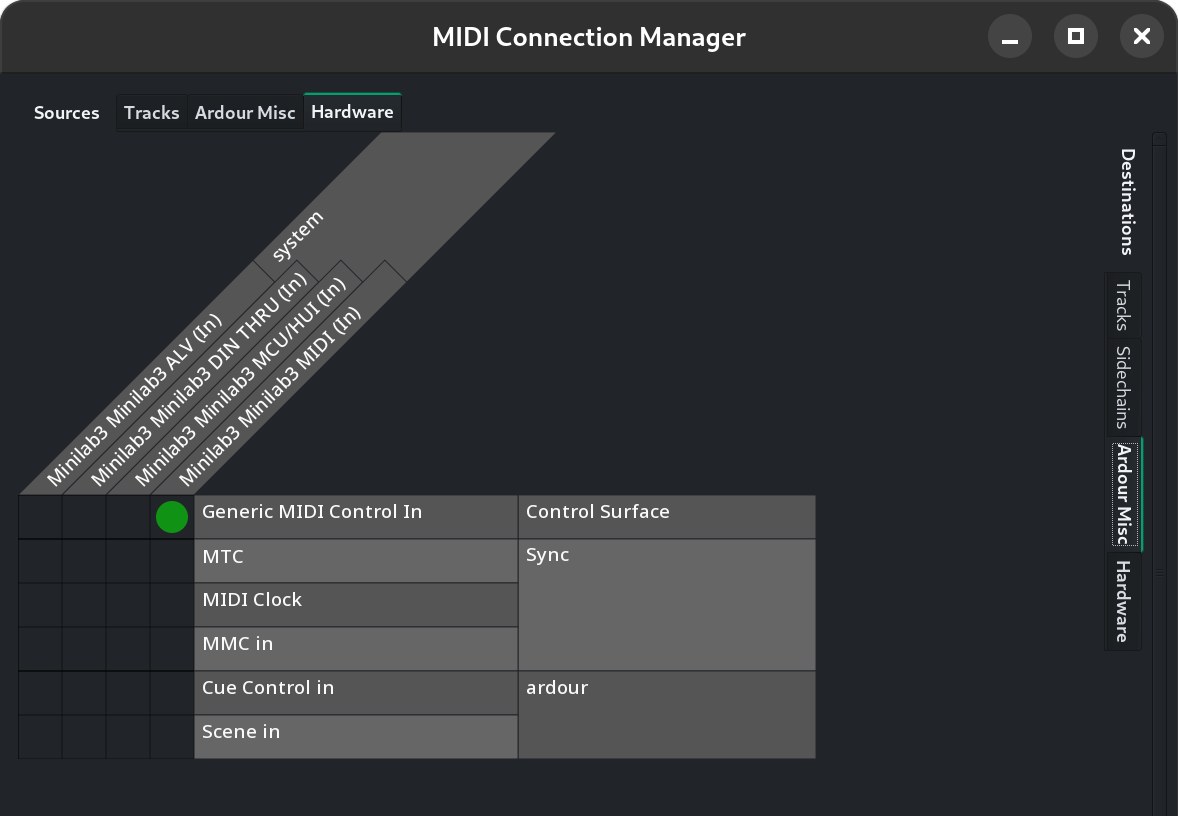 MIDI Connection Manager
Sources Tracks Ardour Misc Hardware
Destinations
Tracks
Sidechains
Ardour Misc
Hardware
system
Minilab3 Minilab3 ALV (In)
Minilab3 Minilab3 DIN THRU (In)
Minilab3 Minilab3 MCU/HUI (In)
Minilab3 Minilab3 MIDI (In)
Generic MIDI Control In Control Surface
MTC Sync
MIDI Clock
MMC in
Cue Control in ardour
Scene in